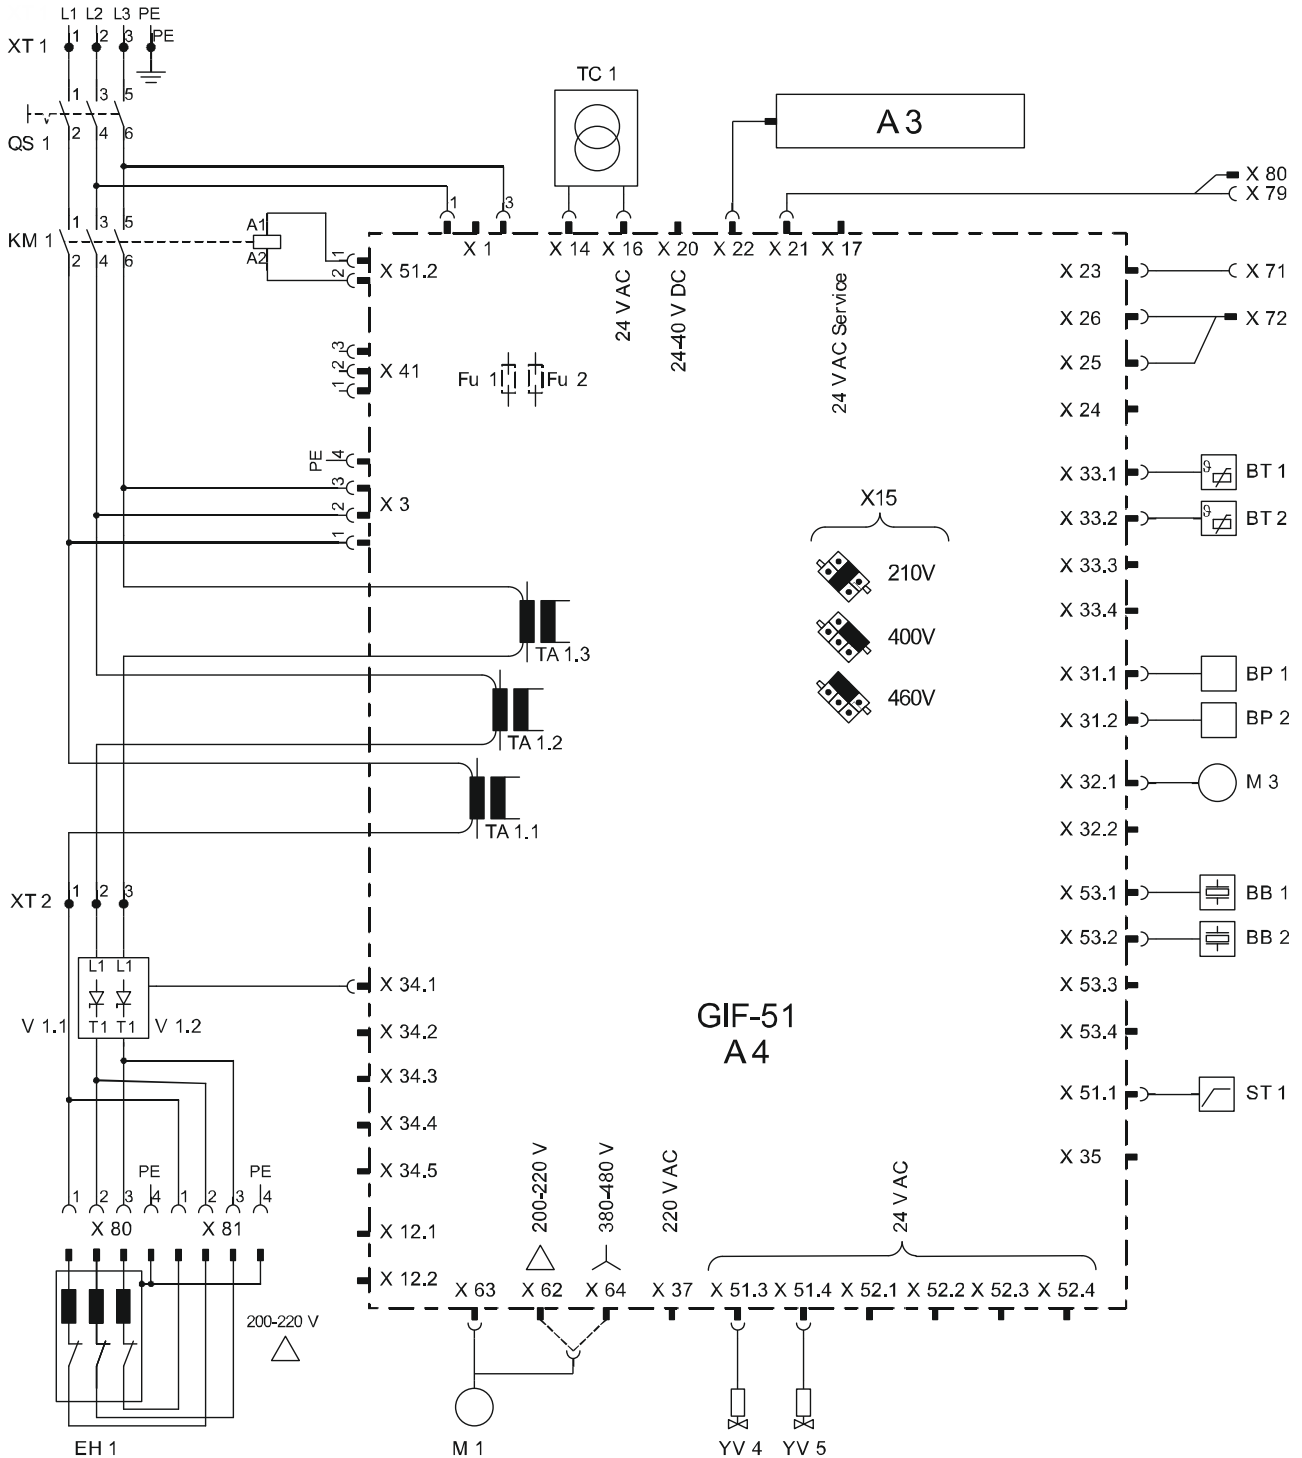 L1 L2 L3 PE
XT 1 1 2 3 PE
TC 1
A 3
1 3 5
QS 1 2 4 6
X 80
X 79
1 3
1 3 5 A1
KM 1 A2
2 4 6
X 1 X 14 X 16 X 20 X 22 X 21 X 17
24 V AC
24-40 V DC
24 V AC Service
1
2
X 51.2
X 23 X 71
X 26 X 72
X 25
X 24
3
2
1
X 41
Fu 1 Fu 2
PE 4
3
2
1
X 3
X 33.1 ϑ BT 1
X 33.2 ϑ BT 2
X 33.3
X 33.4
X15
210V
400V
460V
TA 1.3
TA 1.2
TA 1.1
X 31.1 BP 1
X 31.2 BP 2
X 32.1 M 3
X 32.2
XT 2 1 2 3
X 53.1 BB 1
X 53.2 BB 2
X 53.3
X 53.4
L1 L1
V 1.1 T1 T1 V 1.2
X 34.1
X 34.2
X 34.3
X 34.4
X 34.5
GIF-51
A 4
X 51.1 ST 1
X 35
PE PE
1 2 3 4 1 2 3 4
X 80 X 81
X 12.1
X 12.2
200-220 V
380-480 V
220 V AC
24 V AC
X 63 X 62 X 64 X 37 X 51.3 X 51.4 X 52.1 X 52.2 X 52.3 X 52.4
200-220 V
EH 1
M 1
YV 4 YV 5